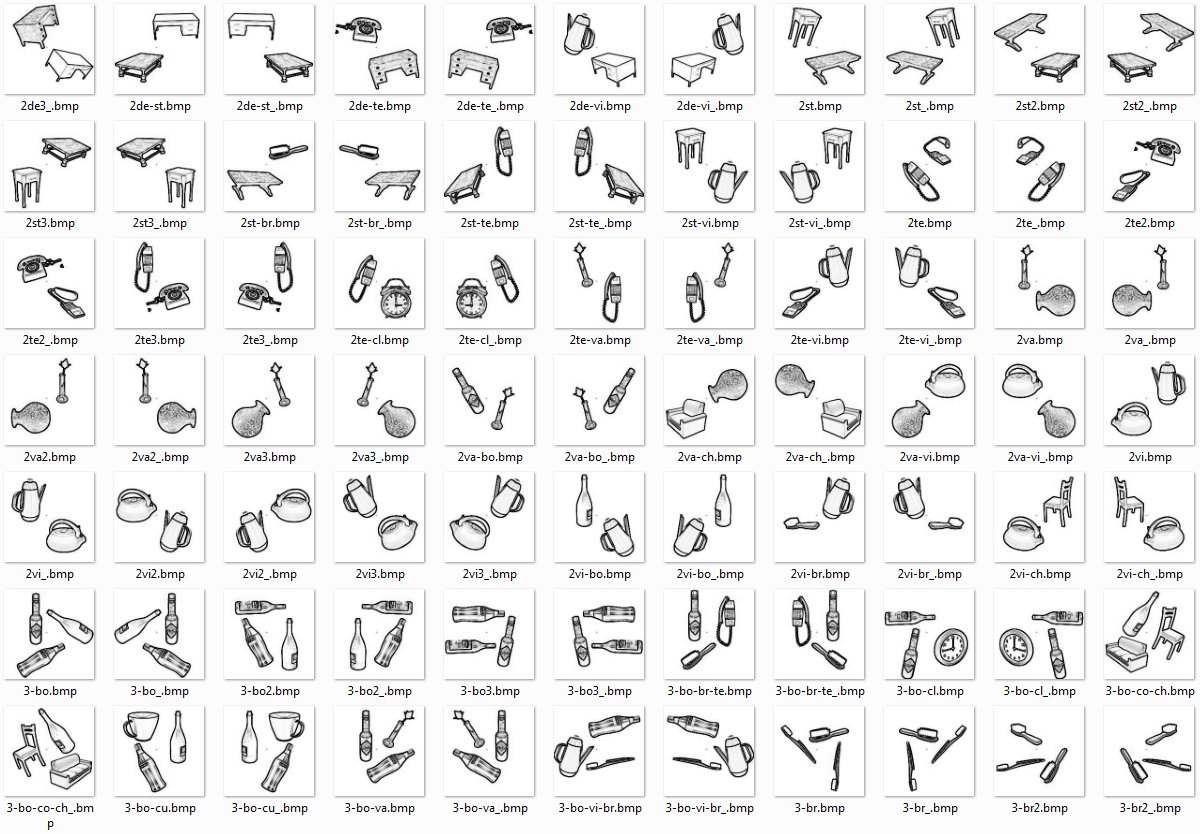 2de3_.bmp 2de-st.bmp 2de-st_.bmp 2de-te.bmp 2de-te_.bmp 2de-vi.bmp 2de-vi_.bmp 2st.bmp 2st_.bmp 2st2.bmp 2st2_.bmp
2st3.bmp 2st3_.bmp 2st-br.bmp 2st-br_.bmp 2st-te.bmp 2st-te_.bmp 2st-vi.bmp 2st-vi_.bmp 2te.bmp 2te_.bmp 2te2.bmp
2te2_.bmp 2te3.bmp 2te3_.bmp 2te-cl.bmp 2te-cl_.bmp 2te-va.bmp 2te-va_.bmp 2te-vi.bmp 2te-vi_.bmp 2va.bmp 2va_.bmp
2va2.bmp 2va2_.bmp 2va3.bmp 2va3_.bmp 2va-bo.bmp 2va-bo_.bmp 2va-ch.bmp 2va-ch_.bmp 2va-vi.bmp 2va-vi_.bmp 2vi.bmp
2vi_.bmp 2vi2.bmp 2vi2_.bmp 2vi3.bmp 2vi3_.bmp 2vi-bo.bmp 2vi-bo_.bmp 2vi-br.bmp 2vi-br_.bmp 2vi-ch.bmp 2vi-ch_.bmp
3-bo.bmp 3-bo_.bmp 3-bo2.bmp 3-bo2_.bmp 3-bo3.bmp 3-bo3_.bmp 3-bo-br-te.bmp 3-bo-br-te_.bmp 3-bo-cl.bmp 3-bo-cl_.bmp 3-bo-co-ch.bmp
3-bo-co-ch_.bm 3-bo-cu.bmp 3-bo-cu_.bmp 3-bo-va.bmp 3-bo-va_.bmp 3-bo-vi-br.bmp 3-bo-vi-br_.bmp 3-br.bmp 3-br_.bmp 3-br2.bmp 3-br2_.bmp
p